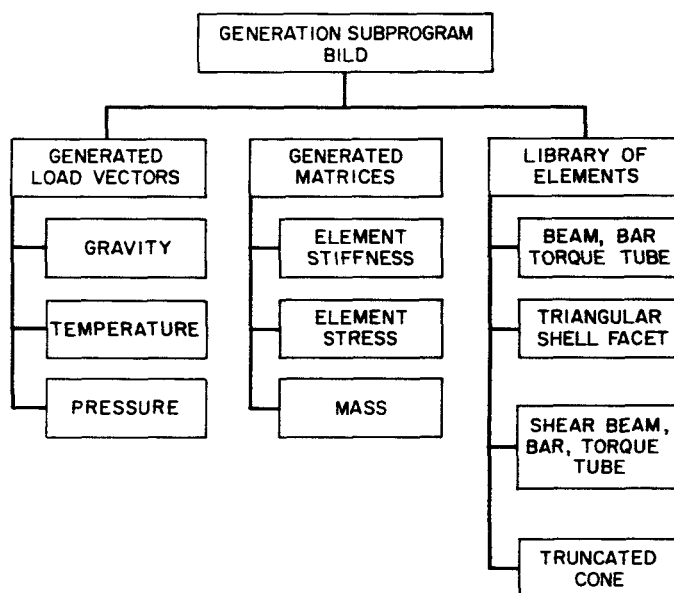 GENERATION SUBPROGRAM
BILD
GENERATED
LOAD VECTORS
GRAVITY
TEMPERATURE
PRESSURE
GENERATED
MATRICES
ELEMENT
STIFFNESS
ELEMENT
STRESS
MASS
LIBRARY OF
ELEMENTS
BEAM, BAR
TORQUE TUBE
TRIANGULAR
SHELL FACET
SHEAR BEAM,
BAR, TORQUE
TUBE
TRUNCATED
CONE